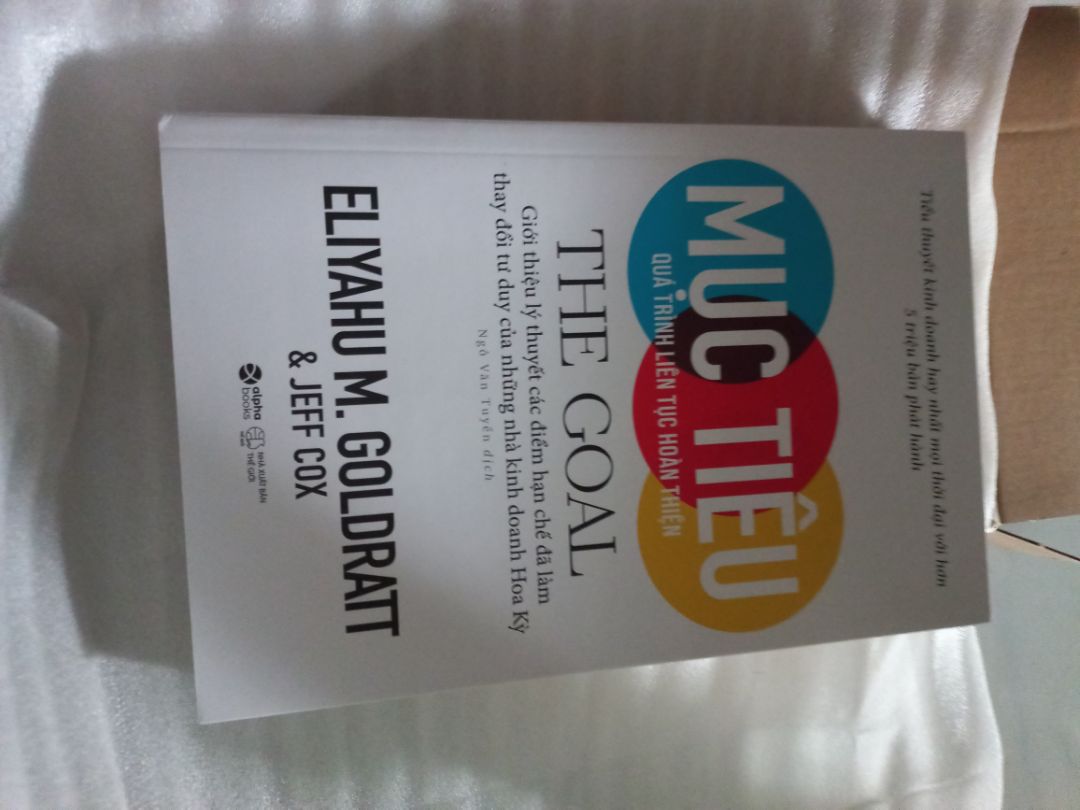 Tiểu thuyết kinh doanh hay nhất mọi thời đại với hơn
5 triệu bản phát hành
MỤC TIÊU
QUÁ TRÌNH LIÊN TỤC HOÀN THIỆN
THE GOAL
Giới thiệu lý thuyết các điểm hạn chế đã làm
thay đổi tư duy của những nhà kinh doanh Hoa Kỳ
Ngô Văn Tuyển dịch
ELIYAHU M. GOLDRATT
& JEFF COX
alpha
books
NHÀ XUẤT BẢN
THẾ GIỚI